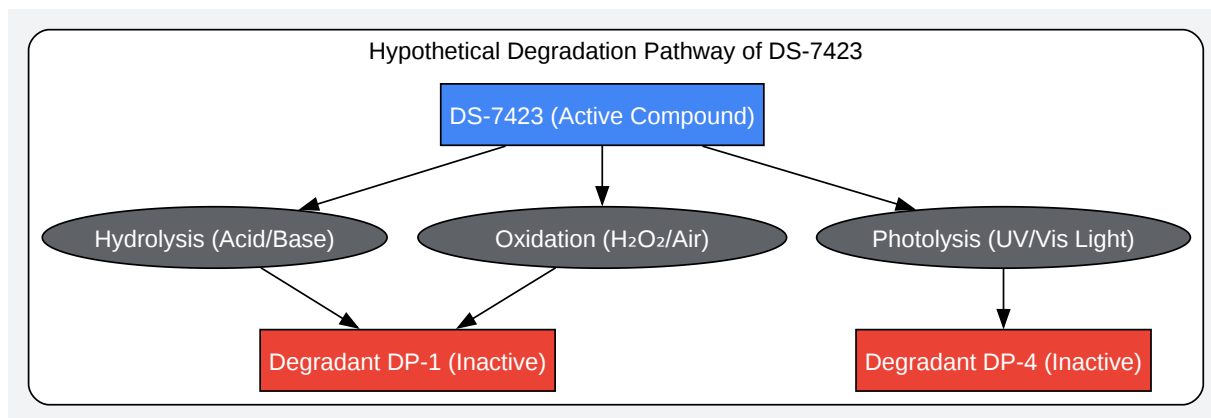 Hypothetical Degradation Pathway of DS-7423
DS-7423 (Active Compound)
Hydrolysis (Acid/Base)
Oxidation (H₂O₂/Air)
Photolysis (UV/Vis Light)
Degradant DP-1 (Inactive)
Degradant DP-4 (Inactive)